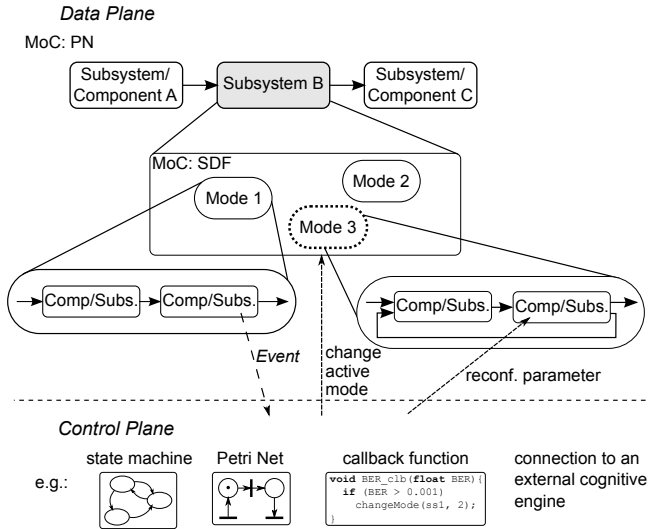 Data Plane
MoC: PN
Subsystem/
Component A
Subsystem B
Subsystem/
Component C
MoC: SDF
Mode 1
Mode 2
Mode 3
Comp/Subs.
Comp/Subs.
Comp/Subs.
Comp/Subs.
Event
change
active
mode
reconf. parameter
Control Plane
e.g.:
state machine
Petri Net
callback function
void BER_clb(float BER){
if (BER > 0.001)
changeMode(ss1, 2);
}
connection to an
external cognitive
engine